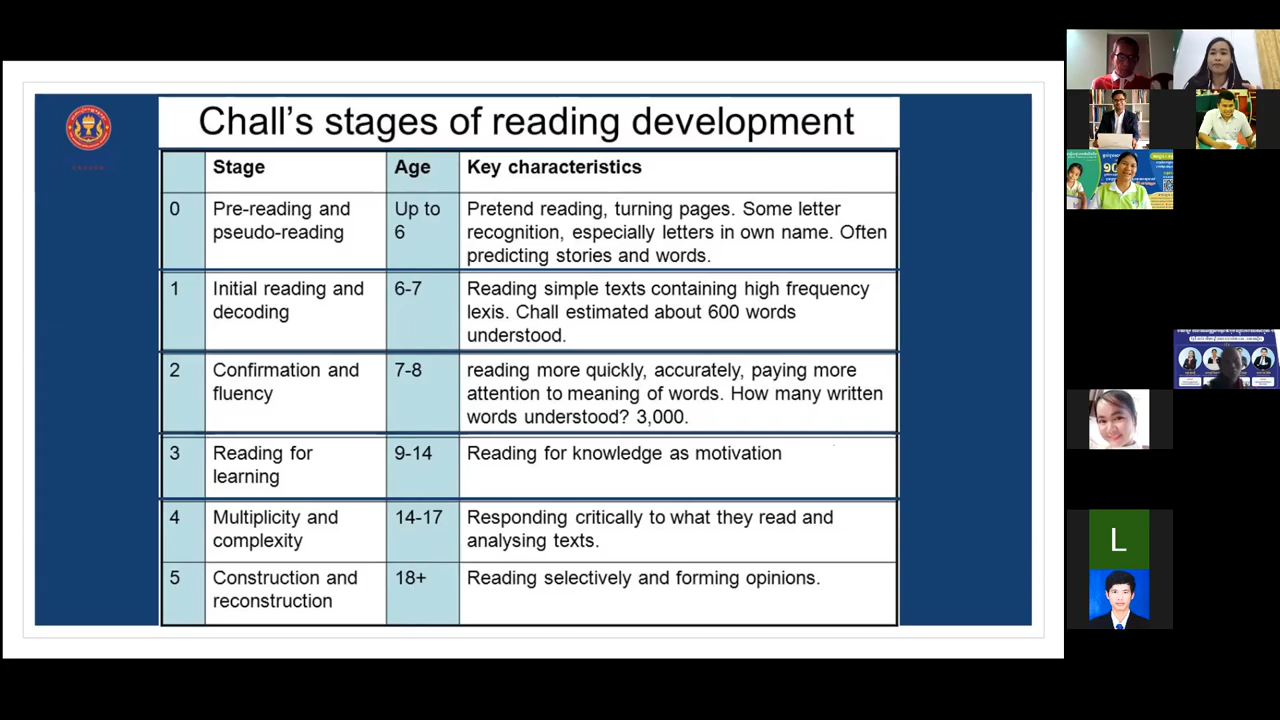 Chall's stages of reading development
Stage
Age
Key characteristics
0
Pre-reading and
pseudo-reading
Up to
6
Pretend reading, turning pages. Some letter
recognition, especially letters in own name. Often
predicting stories and words.
1
Initial reading and
decoding
6-7
Reading simple texts containing high frequency
lexis. Chall estimated about 600 words
understood.
2
Confirmation and
fluency
7-8
reading more quickly, accurately, paying more
attention to meaning of words. How many written
words understood? 3,000.
3
Reading for
learning
9-14
Reading for knowledge as motivation
4
Multiplicity and
complexity
14-17
Responding critically to what they read and
analysing texts.
5
Construction and
reconstruction
18+
Reading selectively and forming opinions.
L